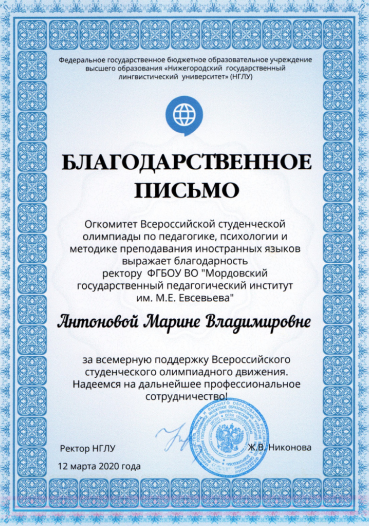 Федеральное государственное бюджетное образовательное учреждение
высшего образования «Нижегородский государственный
лингвистический университет» (НГЛУ)
БЛАГОДАРСТВЕННОЕ
ПИСЬМО
Огкомитет Всероссийской студенческой
олимпиады по педагогике, психологии и
методике преподавания иностранных языков
выражает благодарность
ректору ФГБОУ ВО "Мордовский
государственный педагогический институт
им. М.Е. Евсевьева"
Антоновой Марине Владимировне
за всемерную поддержку Всероссийского
студенческого олимпиадного движения.
Надеемся на дальнейшее профессиональное
сотрудничество!
Ректор НГЛУ Ж.В. Никонова
12 марта 2020 года